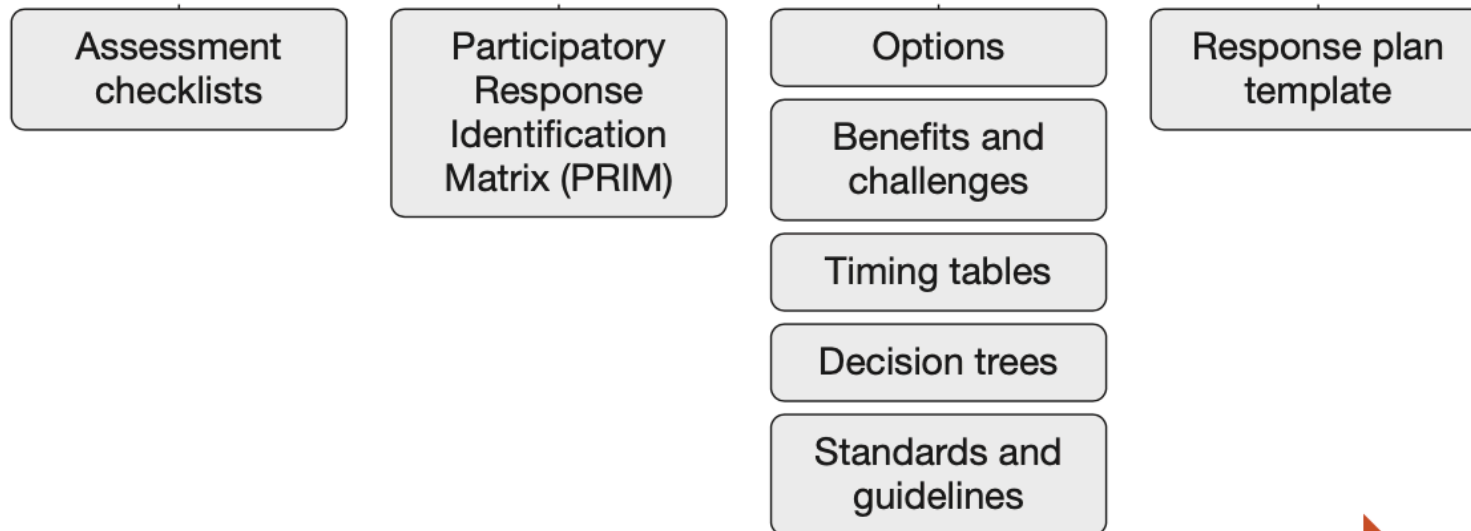 Assessment
checklists
Participatory
Response
Identification
Matrix (PRIM)
Options
Benefits and
challenges
Timing tables
Decision trees
Standards and
guidelines
Response plan
template